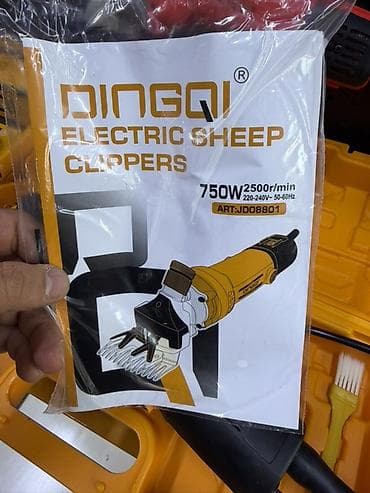 DINGQI®
ELECTRIC SHEEP
CLIPPERS
750W 2500r/min
220-240V~ 50-60Hz
ART:JD08801